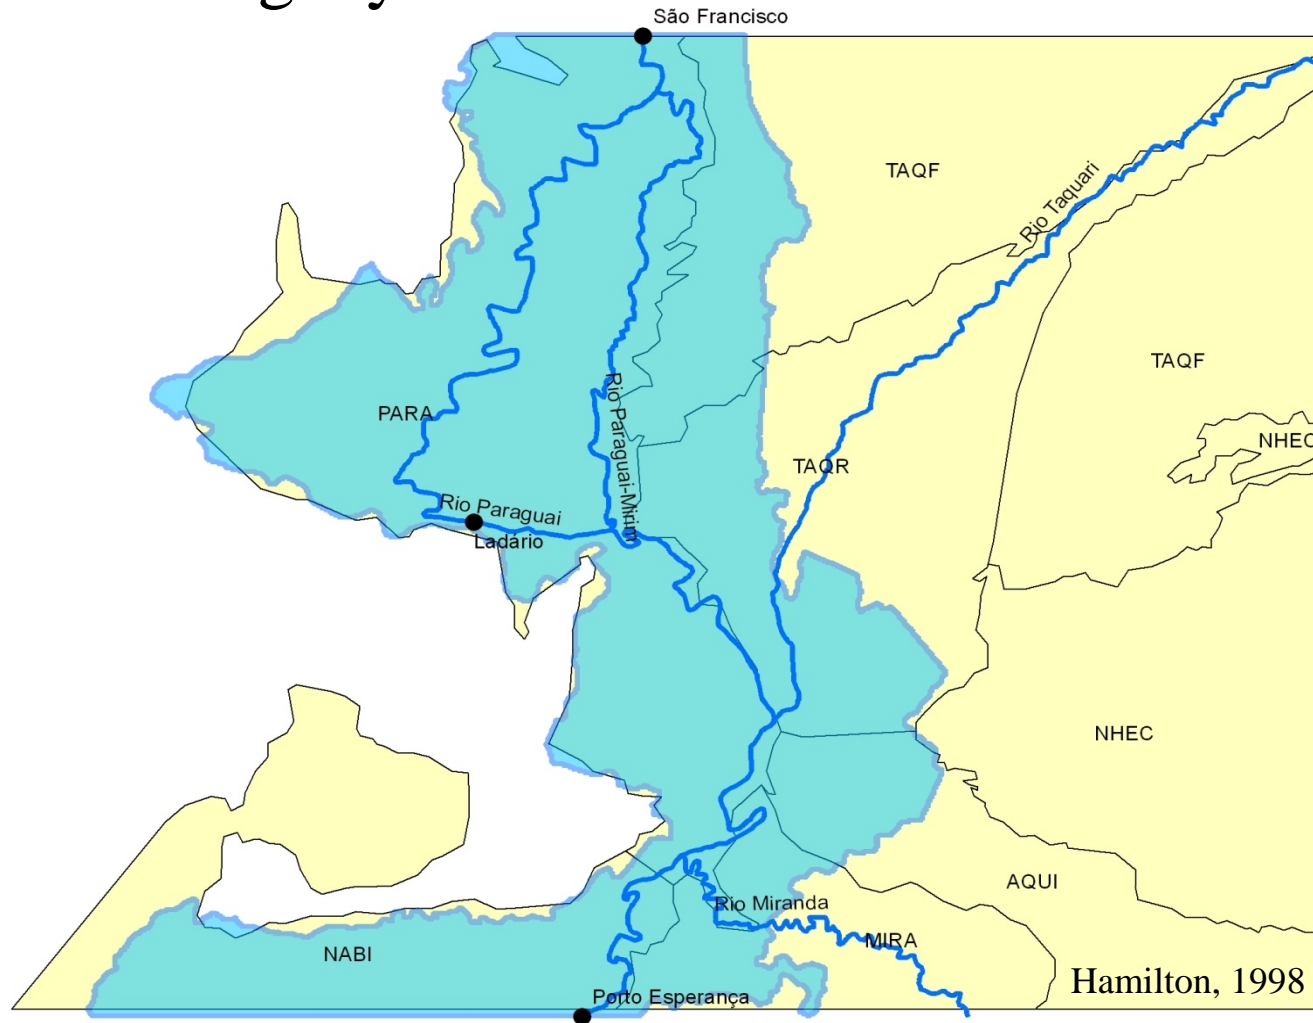 São Francisco
TAQF
Rio Taquari
TAQF
PARA
NHEC
TAQR
Rio Paraguai-Mirim
Rio Paraguai
Ladário
NHEC
AQUI
Rio Miranda
MIRA
NABI
Hamilton, 1998
Porto Esperança